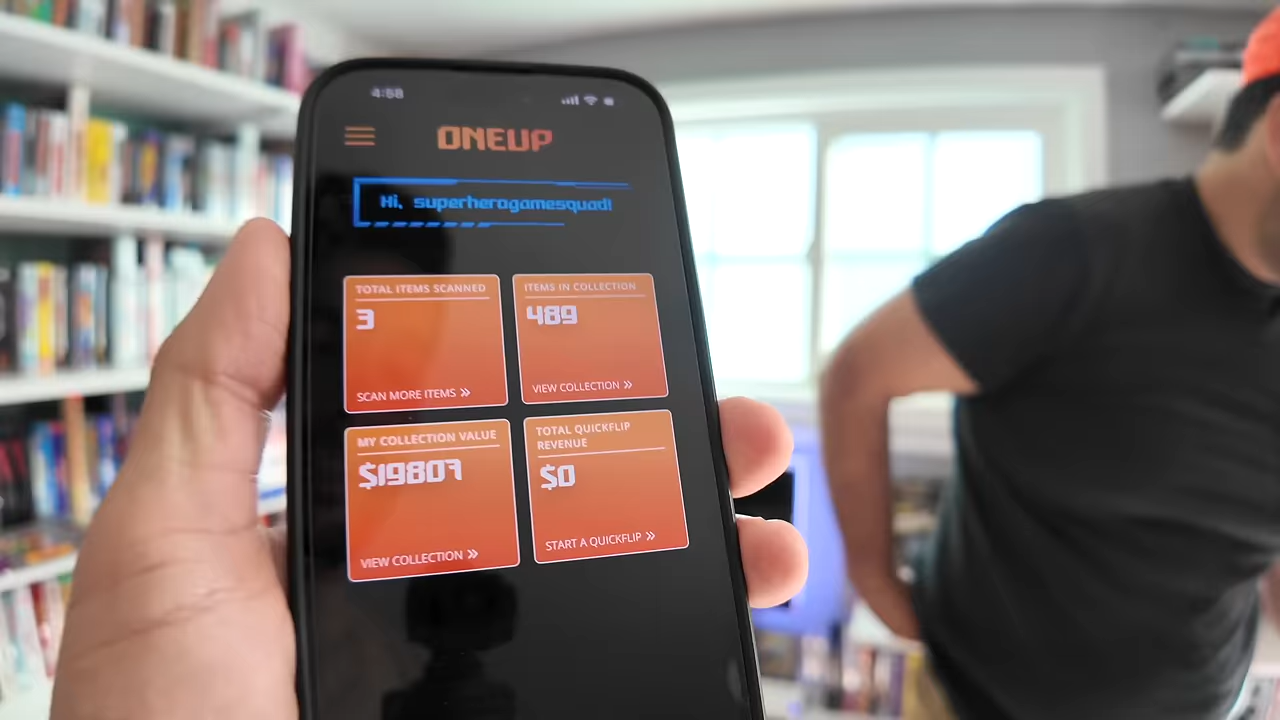 4:58
ONEUP
Hi, superherogamesquad!
TOTAL ITEMS SCANNED
3
SCAN MORE ITEMS »
ITEMS IN COLLECTION
489
VIEW COLLECTION »
MY COLLECTION VALUE
$19807
VIEW COLLECTION »
TOTAL QUICKFLIP
REVENUE
$0
START A QUICKFLIP »